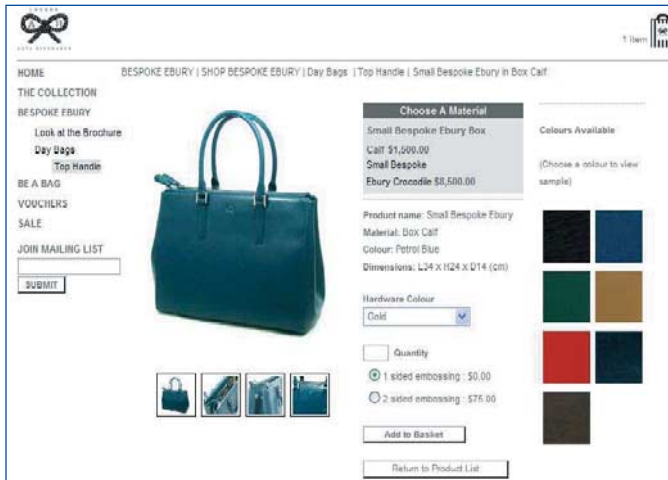 LONDON
A H
1 Item
HOME
THE COLLECTION
BESPOKE EBURY
Look at the Brochure
Day Bags
Top Handle
BE A BAG
VOUCHERS
SALE
JOIN MAILING LIST
SUBMIT
BESPOKE EBURY | SHOP BESPOKE EBURY | Day Bags | Top Handle | Small Bespoke Ebury in Box Calf
Choose A Material
Small Bespoke Ebury Box
Calf $1,500.00
Small Bespoke
Ebury Crocodile $8,500.00
Product name: Small Bespoke Ebury
Material: Box Calf
Colour: Petrol Blue
Dimensions: L34 x H24 x D14 (cm)
Hardware Colour
Gold
Quantity
1 sided embossing : $0.00
2 sided embossing : $75.00
Add to Basket
Return to Product List
Colours Available
(Choose a colour to view
sample)